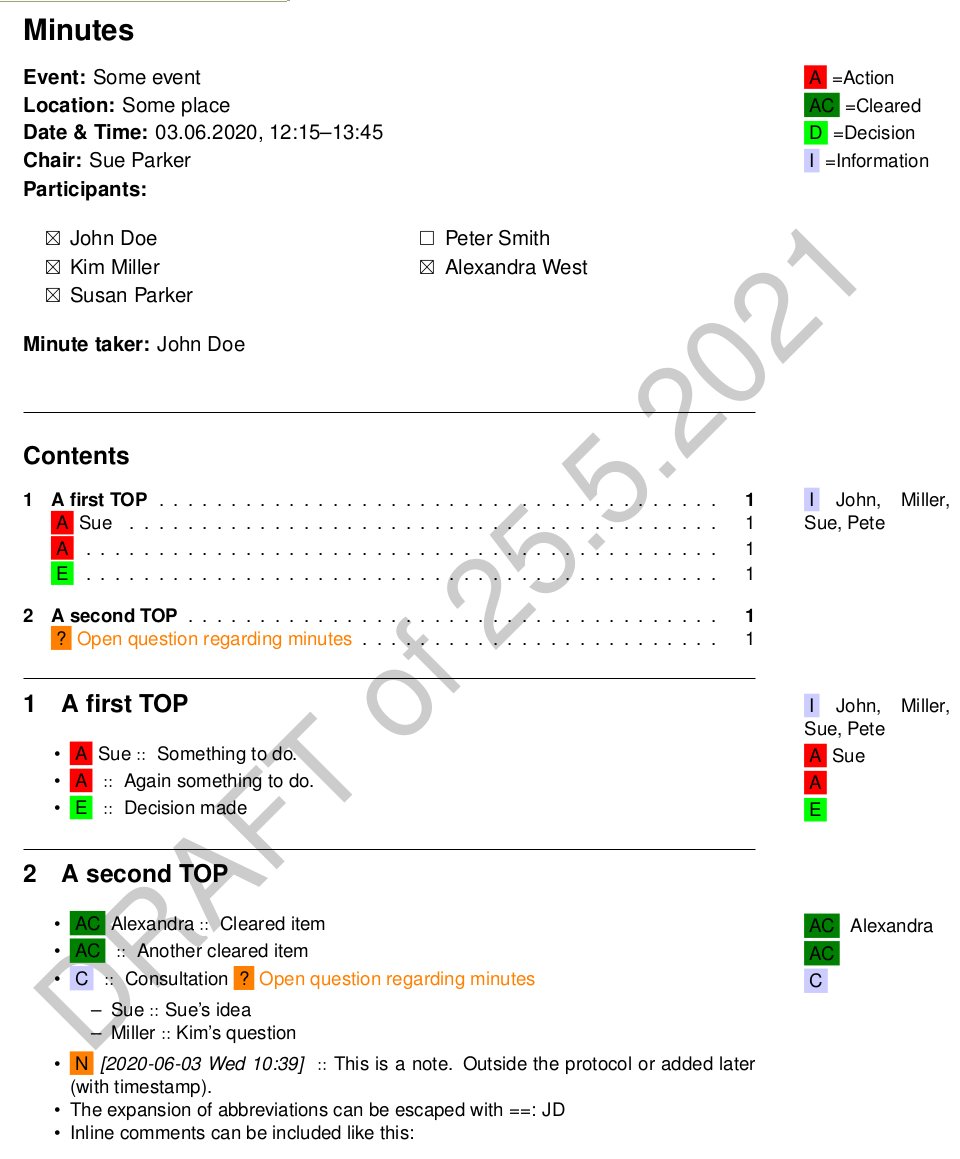 Minutes
Event: Some event
Location: Some place
Date & Time: 03.06.2020, 12:15–13:45
Chair: Sue Parker
Participants:
☒ John Doe
☒ Kim Miller
☒ Susan Parker
☐ Peter Smith
☒ Alexandra West
Minute taker: John Doe
A =Action
AC =Cleared
D =Decision
I =Information
Contents
1 A first TOP . . . . . . . . . . . . . . . . . . . . . . . . . . . . . . . . . . . . . . . 1
A Sue . . . . . . . . . . . . . . . . . . . . . . . . . . . . . . . . . . . . . . . . . 1
A . . . . . . . . . . . . . . . . . . . . . . . . . . . . . . . . . . . . . . . . . . . . 1
E . . . . . . . . . . . . . . . . . . . . . . . . . . . . . . . . . . . . . . . . . . . . 1
2 A second TOP . . . . . . . . . . . . . . . . . . . . . . . . . . . . . . . . . . . . . 1
? Open question regarding minutes . . . . . . . . . . . . . . . . . . . . . . . . . 1
I John, Miller,
Sue, Pete
1 A first TOP
• A Sue :: Something to do.
• A :: Again something to do.
• E :: Decision made
I John, Miller,
Sue, Pete
A Sue
A
E
2 A second TOP
• AC Alexandra :: Cleared item
• AC :: Another cleared item
• C :: Consultation ? Open question regarding minutes
– Sue :: Sue's idea
– Miller :: Kim's question
• N [2020-06-03 Wed 10:39] :: This is a note. Outside the protocol or added later
(with timestamp).
• The expansion of abbreviations can be escaped with ==: JD
• Inline comments can be included like this:
AC Alexandra
AC
C
DRAFT of 25.5.2021